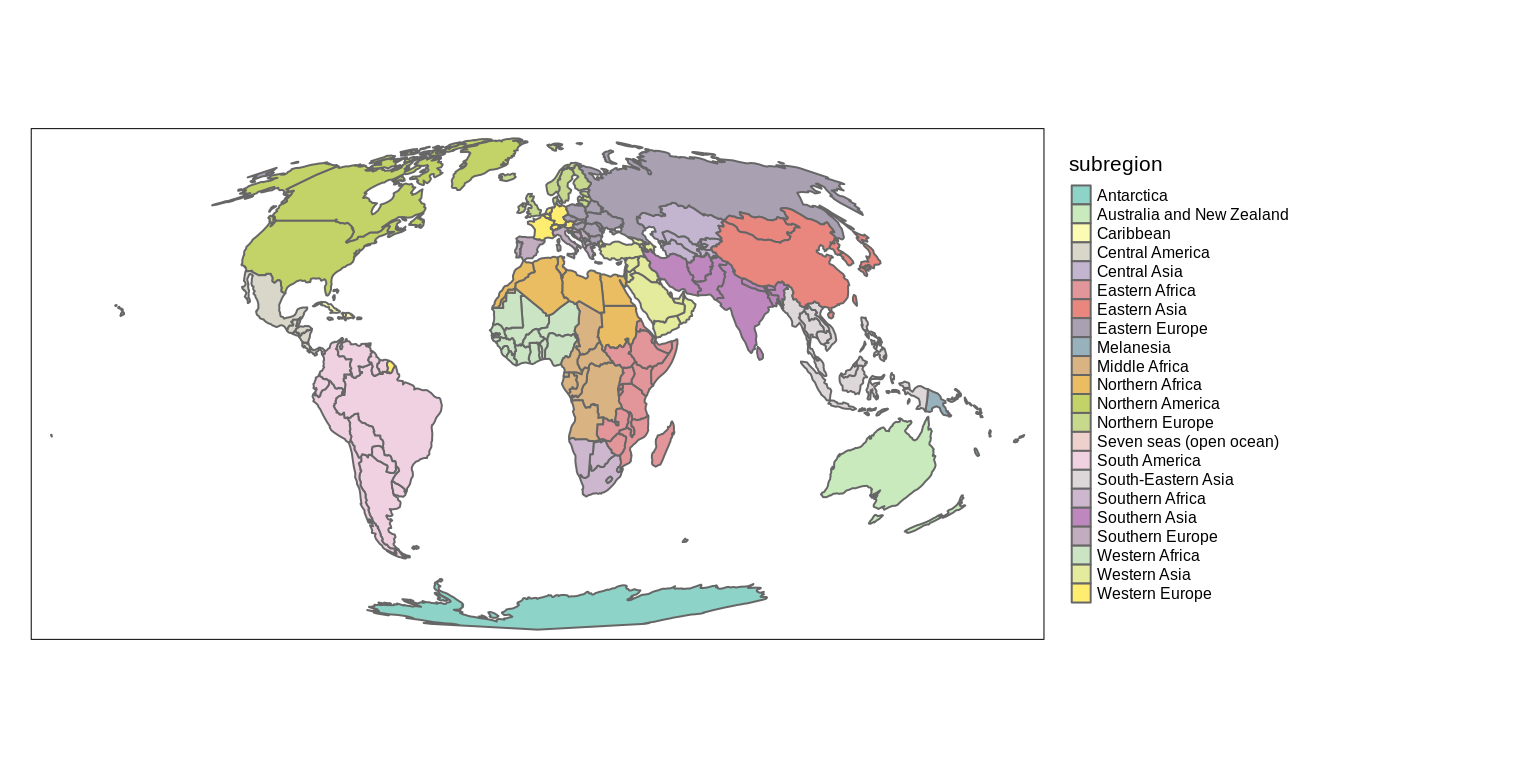 subregion
Antarctica
Australia and New Zealand
Caribbean
Central America
Central Asia
Eastern Africa
Eastern Asia
Eastern Europe
Melanesia
Middle Africa
Northern Africa
Northern America
Northern Europe
Seven seas (open ocean)
South America
South-Eastern Asia
Southern Africa
Southern Asia
Southern Europe
Western Africa
Western Asia
Western Europe